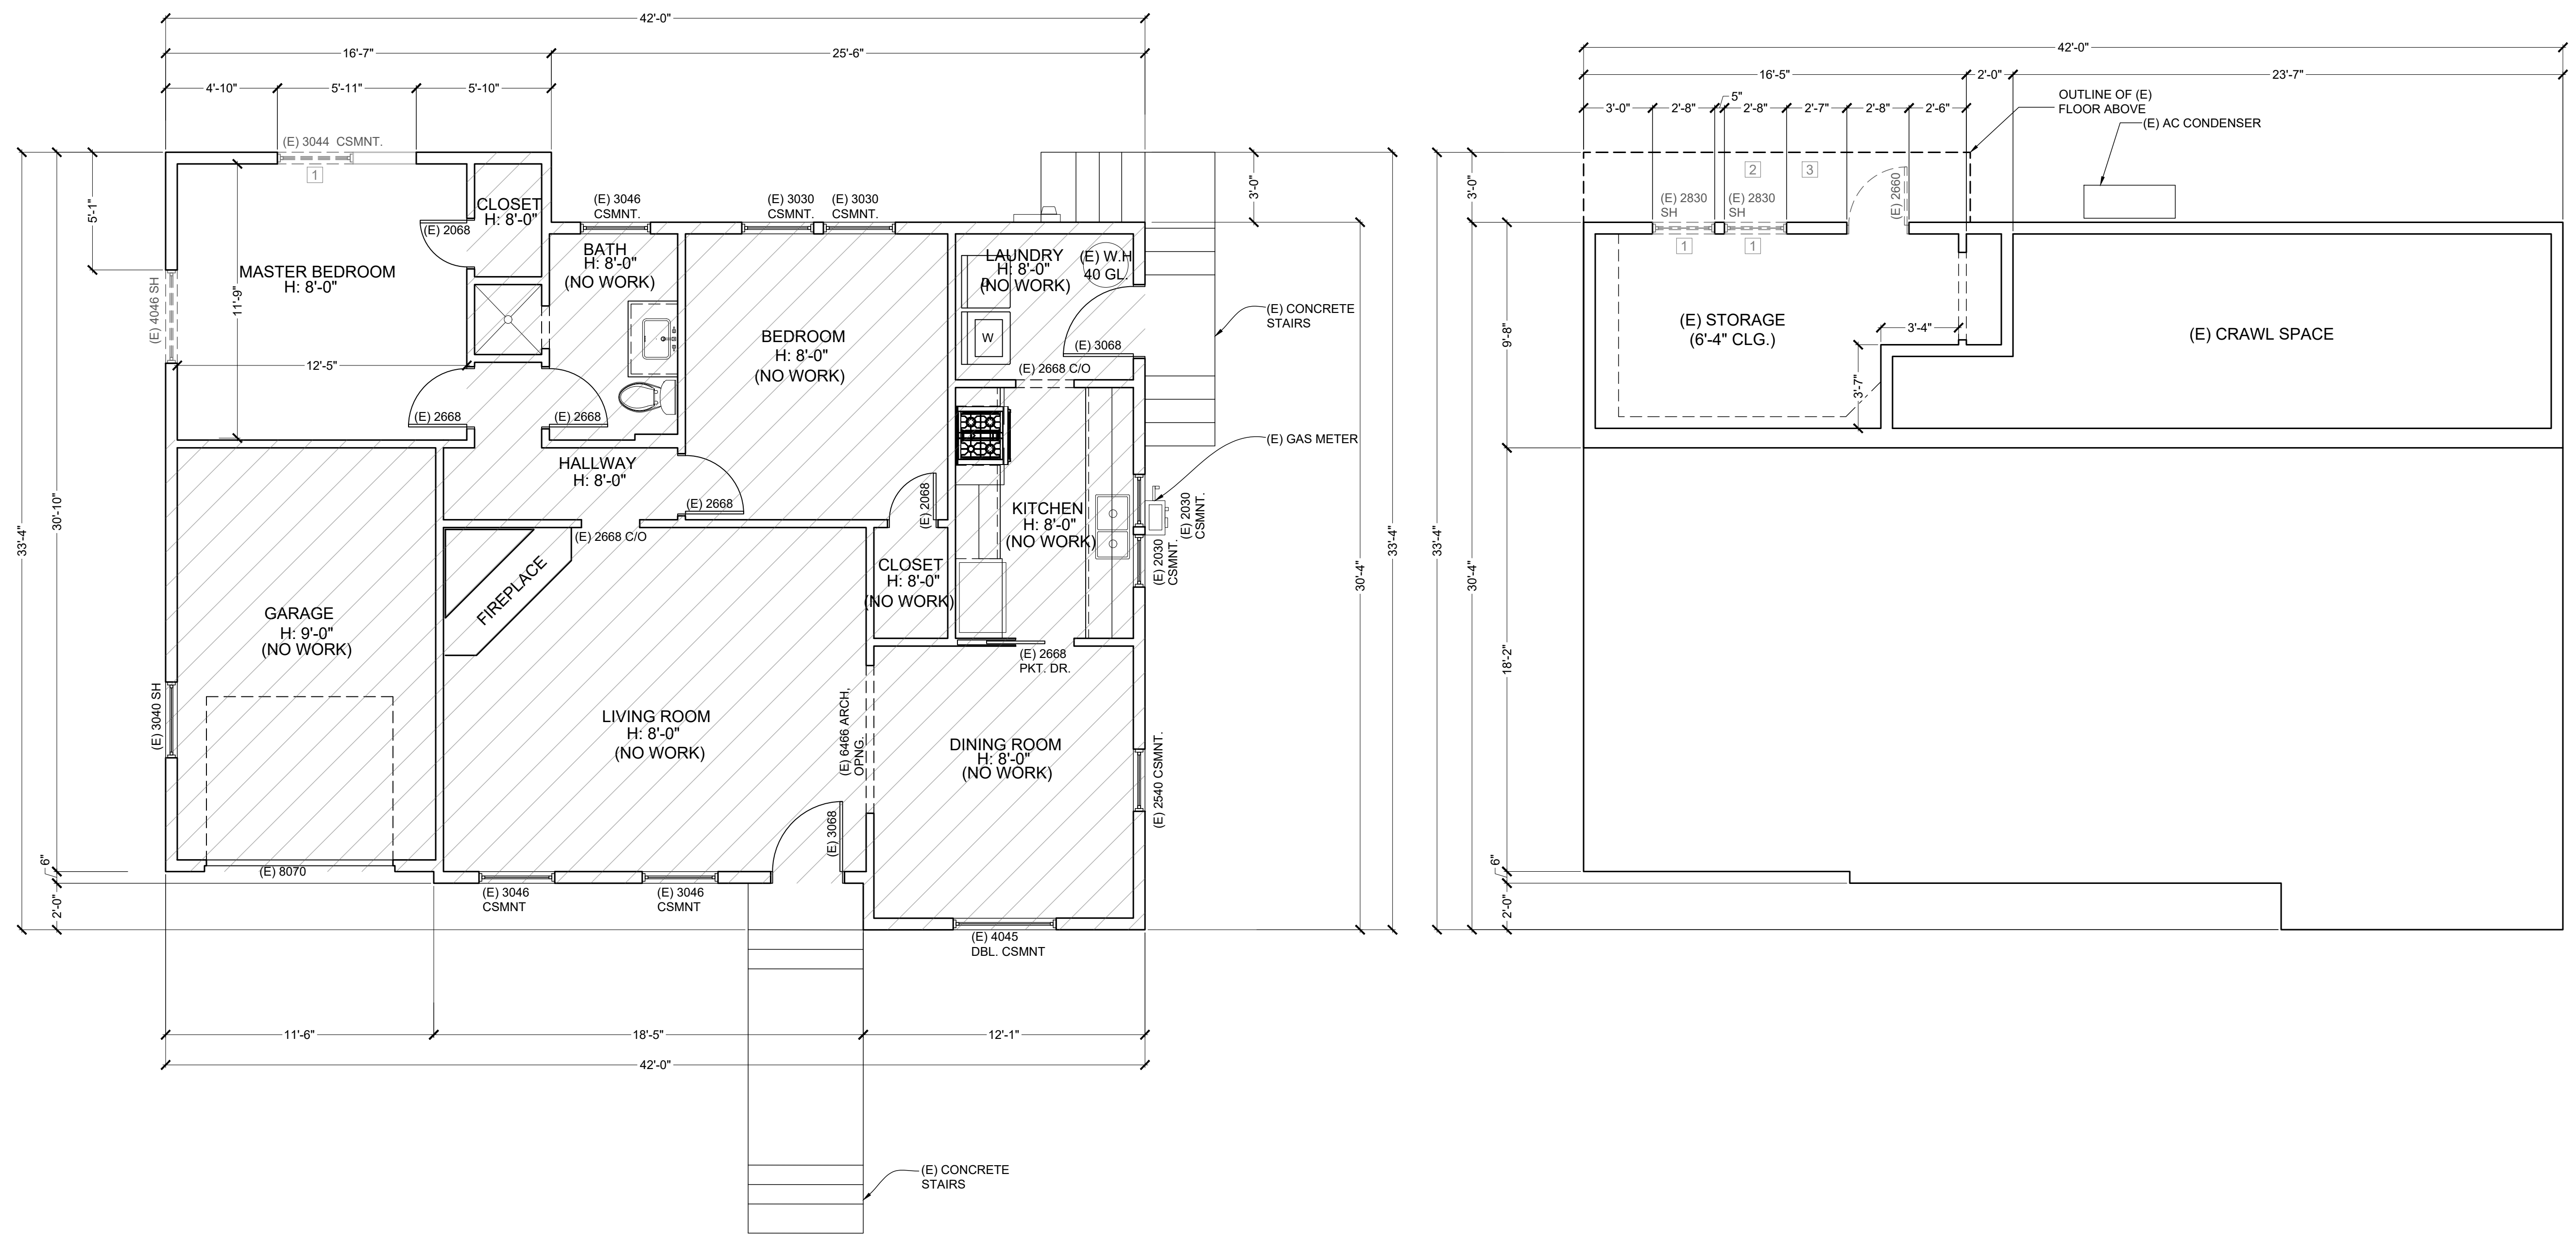 42'-0"
16'-7"
25'-6"
4'-10"
5'-11"
5'-10"
(E) 3044 CSMNT.
1
5'-1"
33'-4"
30'-10"
6"
2'-0"
(E) 4046 SH
MASTER BEDROOM
H: 8'-0"
11'-9"
12'-5"
CLOSET
H: 8'-0"
(E) 2068
(E) 3046
CSMNT.
BATH
H: 8'-0"
(NO WORK)
(E) 2668
(E) 2668
(E) 3030
CSMNT.
(E) 3030
CSMNT.
BEDROOM
H: 8'-0"
(NO WORK)
LAUNDRY
H: 8'-0"
(NO WORK)
D
W
(E) W.H
40 GL.
(E) 3068
(E) 2668 C/O
3'-0"
30'-4"
33'-4"
(E) CONCRETE
STAIRS
(E) GAS METER
HALLWAY
H: 8'-0"
(E) 2668
(E) 2068
(E) 2668 C/O
FIREPLACE
KITCHEN
H: 8'-0"
(NO WORK)
(E) 2030
CSMNT.
(E) 2030
CSMNT.
CLOSET
H: 8'-0"
(NO WORK)
(E) 2668
PKT. DR.
GARAGE
H: 9'-0"
(NO WORK)
(E) 3040 SH
(E) 8070
LIVING ROOM
H: 8'-0"
(NO WORK)
(E) 6466 ARCH.
OPNG.
(E) 3068
DINING ROOM
H: 8'-0"
(NO WORK)
(E) 2540 CSMNT.
(E) 3046
CSMNT
(E) 3046
CSMNT
(E) 4045
DBL. CSMNT
11'-6"
18'-5"
12'-1"
42'-0"
(E) CONCRETE
STAIRS
42'-0"
16'-5"
2'-0"
23'-7"
3'-0"
2'-8"
5"
2'-8"
2'-7"
2'-8"
2'-6"
OUTLINE OF (E)
FLOOR ABOVE
(E) AC CONDENSER
2
3
(E) 2830
SH
(E) 2830
SH
(E) 2660
1
1
33'-4"
3'-0"
30'-4"
9'-8"
18'-2"
6"
2'-0"
(E) STORAGE
(6'-4" CLG.)
3'-4"
3'-7"
(E) CRAWL SPACE